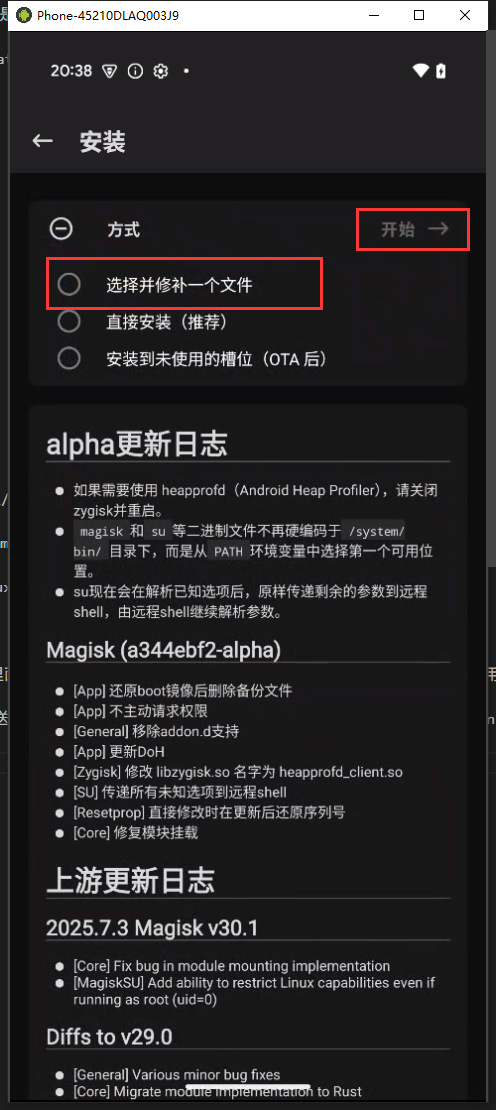 Phone-45210DLAQ003J9
20:38
安装
方式
开始
选择并修补一个文件
直接安装（推荐）
安装到未使用的槽位（OTA 后）
alpha更新日志
如果需要使用 heapprofd（Android Heap Profiler），请关闭
zygisk并重启。
magisk 和 su 等二进制文件不再硬编码于 /system/
bin/ 目录下，而是从 PATH 环境变量中选择第一个可用位
置。
su现在会在解析已知选项后，原样传递剩余的参数到远程
shell，由远程shell继续解析参数。
Magisk (a344ebf2-alpha)
[App] 还原boot镜像后删除备份文件
[App] 不主动请求权限
[General] 移除addon.d支持
[App] 更新DoH
[Zygisk] 修改 libzygisk.so 名字为 heapprofd_client.so
[SU] 传递所有未知选项到远程shell
[Resetprop] 直接修改时在更新后还原序列号
[Core] 修复模块挂载
上游更新日志
2025.7.3 Magisk v30.1
[Core] Fix bug in module mounting implementation
[MagiskSU] Add ability to restrict Linux capabilities even if
running as root (uid=0)
Diffs to v29.0
[General] Various minor bug fixes
[Core] Migrate module implementation to Rust